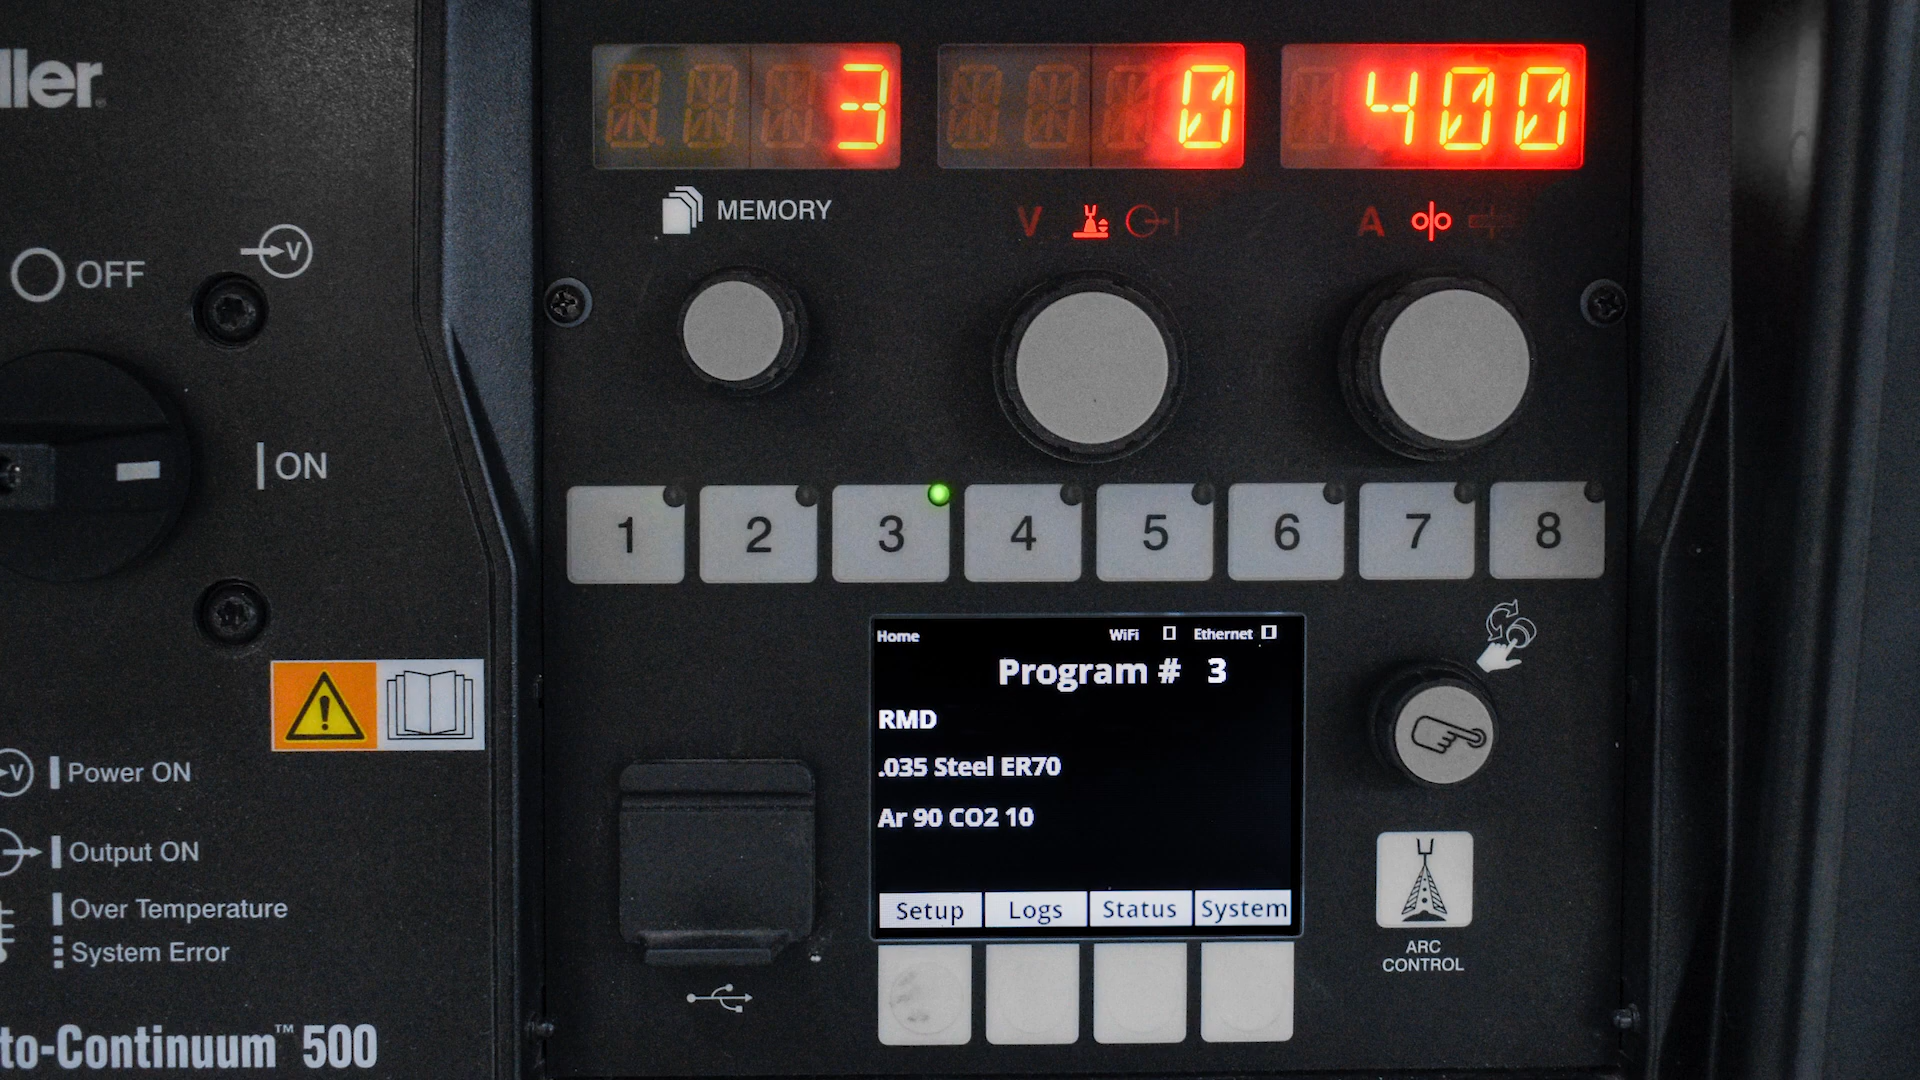 ller
3
0
400
MEMORY
V
A
V
OFF
ON
1 2 3 4 5 6 7 8
Home WiFi Ethernet
Program # 3
RMD
.035 Steel ER70
Ar 90 CO2 10
Setup Logs Status System
V
Power ON
Output ON
Over Temperature
System Error
ARC
CONTROL
to-Continuum™ 500